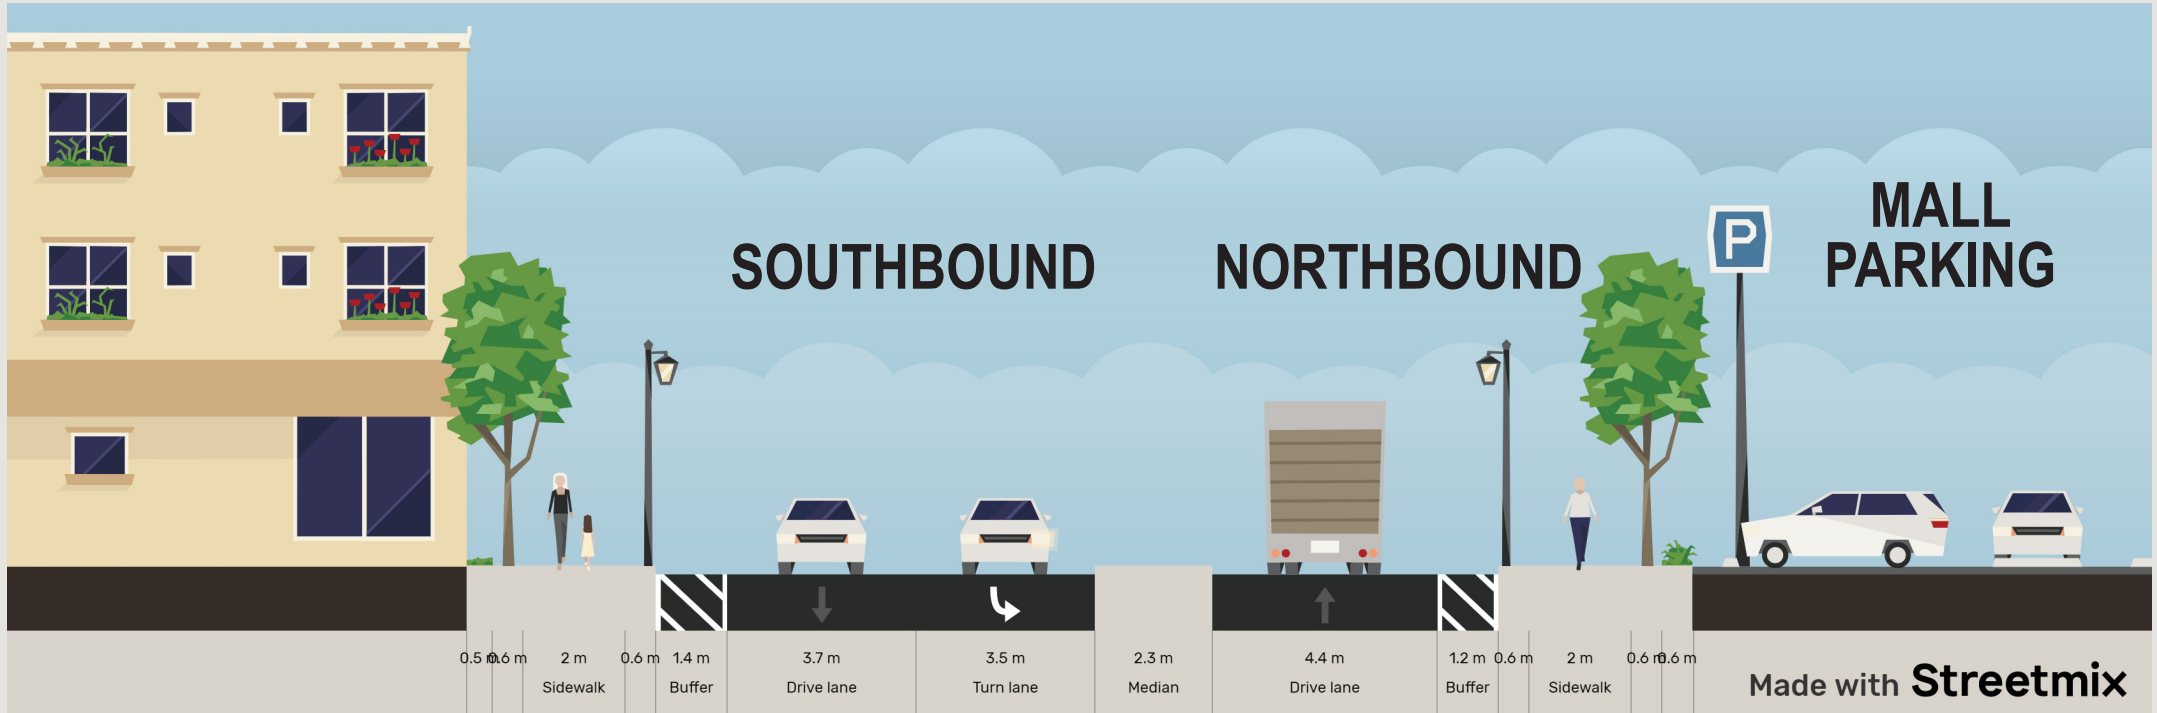 MALL
PARKING
P
SOUTHBOUND
NORTHBOUND
0.5 m 0.6 m 2 m 0.6 m 1.4 m 3.7 m 3.5 m 2.3 m 4.4 m 1.2 m 0.6 m 2 m 0.6 m 0.6 m
Sidewalk Buffer Drive lane Turn lane Median Drive lane Buffer Sidewalk
Made with Streetmix